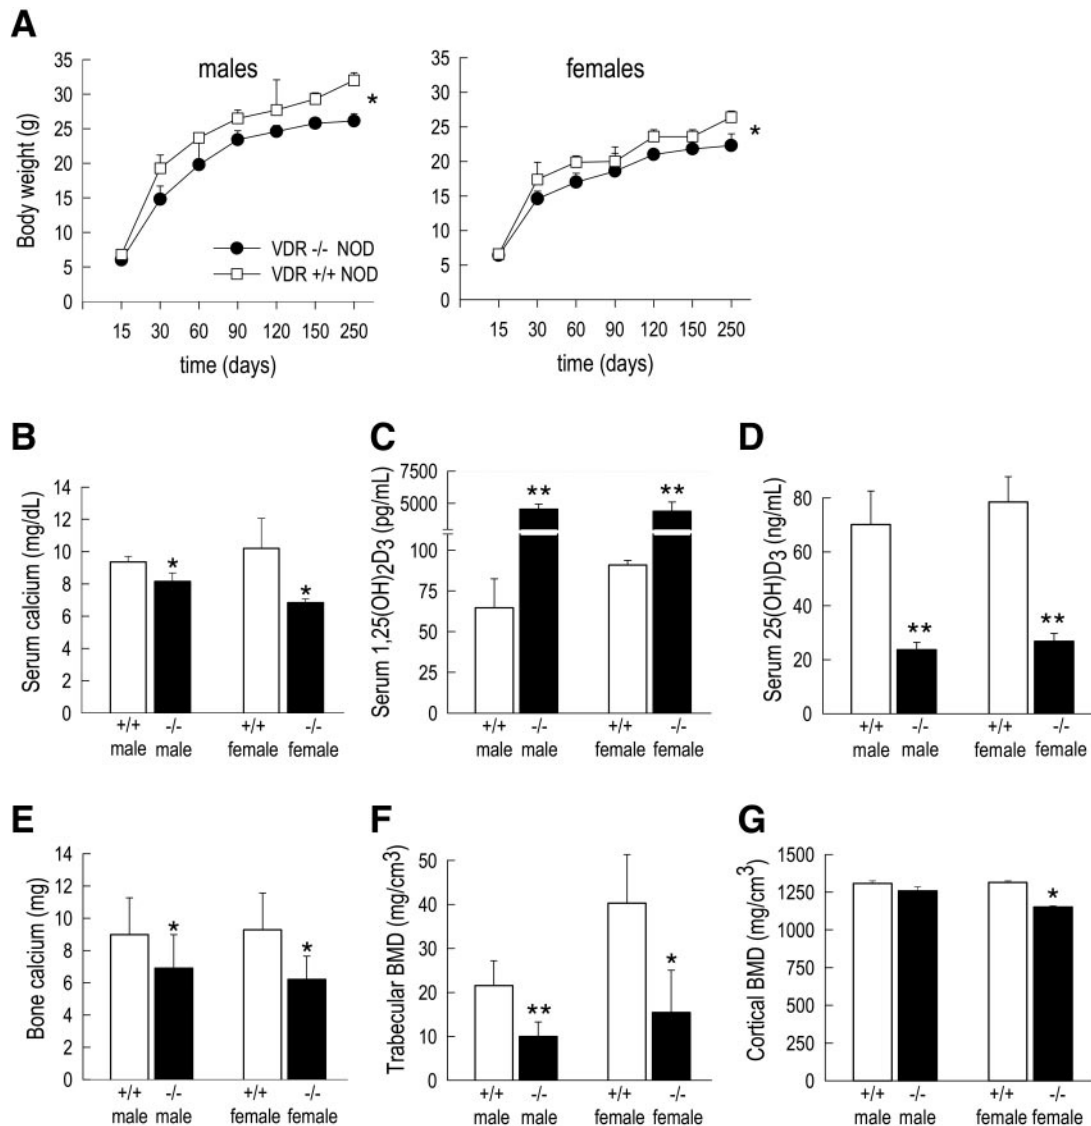 A
males
females
35
30
25
20
15
10
5
0
Body weight (g)
*
VDR -/- NOD
VDR +/+ NOD
15 30 60 90 120 150 250
time (days)
35
30
25
20
15
10
5
0
*
15 30 60 90 120 150 250
time (days)
B
Serum calcium (mg/dL)
14
12
10
8
6
4
2
0
*
*
+/+ -/- +/+ -/-
male male female female
C
Serum 1,25(OH)2D3 (pg/mL)
7500
5000
100
75
50
25
0
**
**
+/+ -/- +/+ -/-
male male female female
D
Serum 25(OH)D3 (ng/mL)
80
60
40
20
0
**
**
+/+ -/- +/+ -/-
male male female female
E
Bone calcium (mg)
14
12
10
8
6
4
2
0
*
*
+/+ -/- +/+ -/-
male male female female
F
Trabecular BMD (mg/cm³)
50
40
30
20
10
0
**
*
+/+ -/- +/+ -/-
male male female female
G
Cortical BMD (mg/cm³)
1500
1250
1000
750
500
250
0
*
+/+ -/- +/+ -/-
male male female female